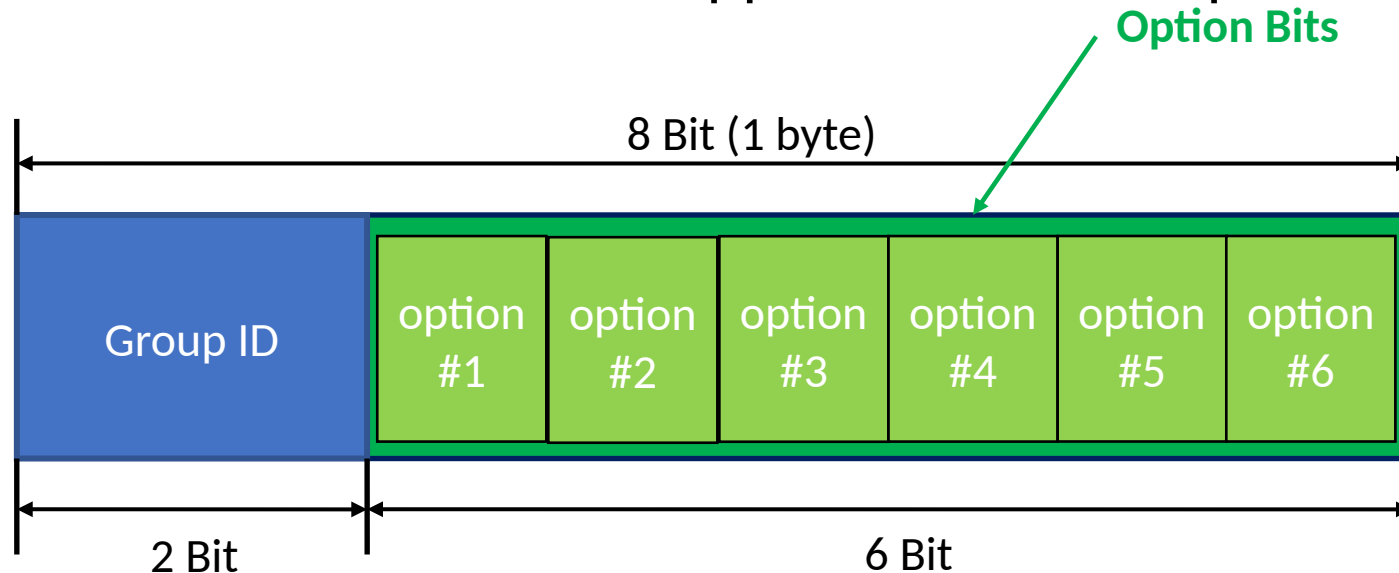 Option Bits
8 Bit (1 byte)
Group ID
option
#1
option
#2
option
#3
option
#4
option
#5
option
#6
2 Bit
6 Bit